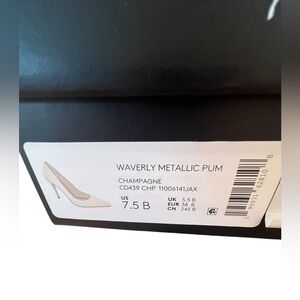 WAVERLY METALLIC PUM
CHAMPAGNE
CD439 CHP 11006141JAX
US
7.5 B
UK 5.5 B
EUR 38 B
CN 245 B